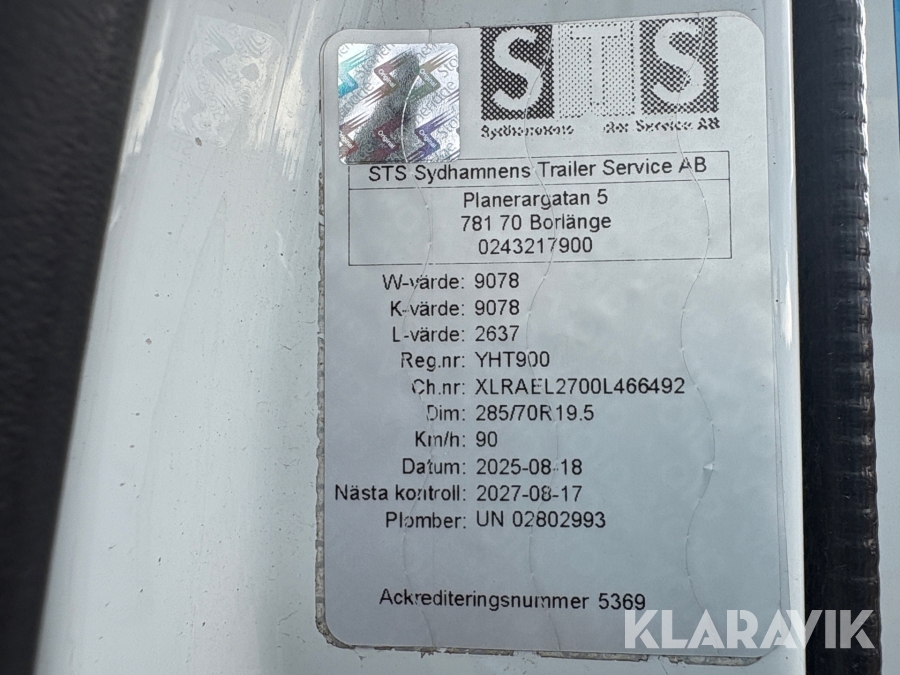 STS
STS Sydhamnens Trailer Service AB
Planerargatan 5
781 70 Borlänge
0243217900
W-värde: 9078
K-värde: 9078
L-värde: 2637
Reg.nr: YHT900
Ch.nr: XLRAEL2700L466492
Dim: 285/70R19.5
Km/h: 90
Datum: 2025-08-18
Nästa kontroll: 2027-08-17
Plomber: UN 02802993
Ackrediteringsnummer 5369
KLARAVIK